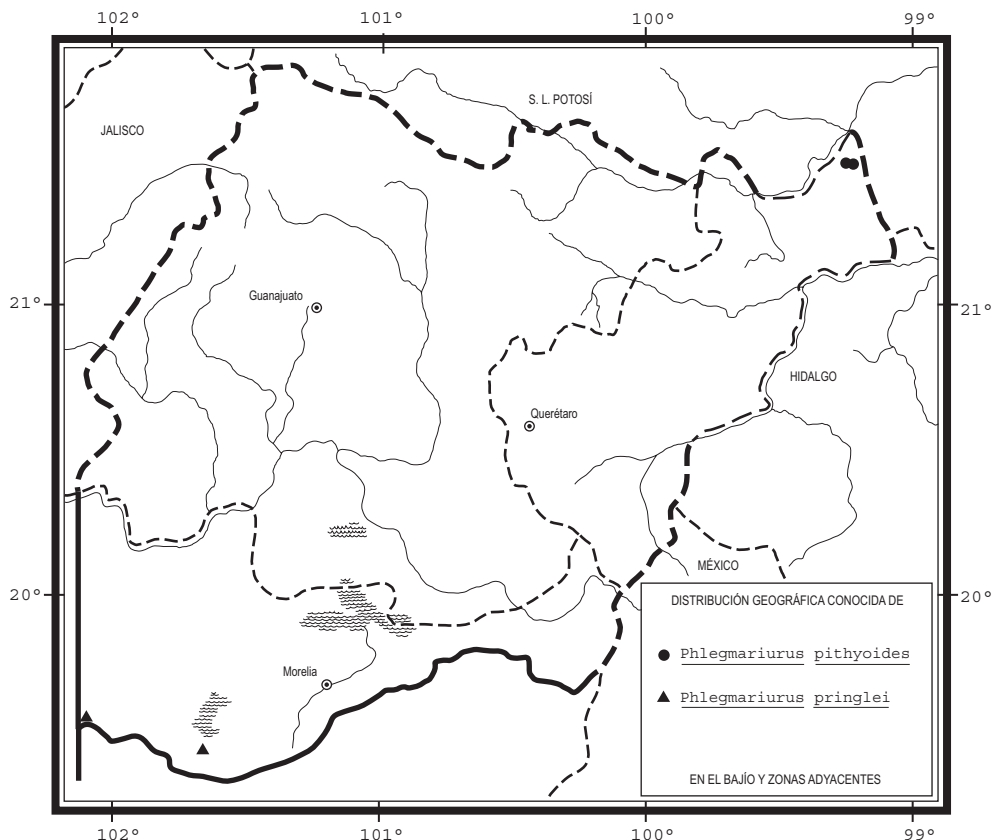 102° 101° 100° 99°
S. L. POTOSÍ
JALISCO
21° Guanajuato 21°
HIDALGO
Querétaro
MÉXICO
20° 20°
DISTRIBUCIÓN GEOGRÁFICA CONOCIDA DE
Phlegmariurus pithyoides
Morelia
Phlegmariurus pringlei
EN EL BAJÍO Y ZONAS ADYACENTES
102° 101° 100° 99°